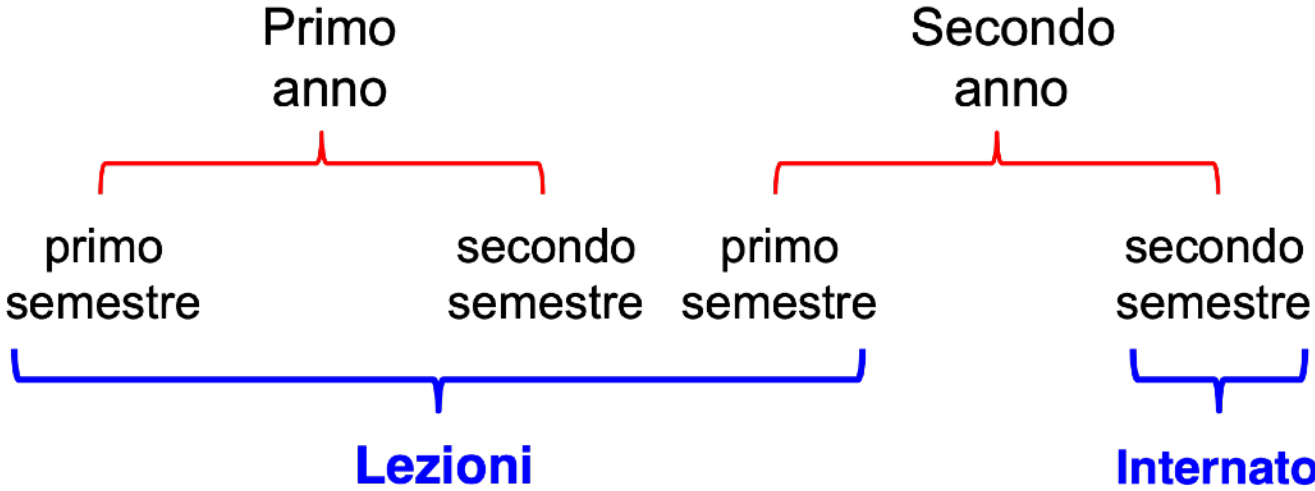 Primo
anno
Secondo
anno
primo
semestre
secondo
semestre
primo
semestre
secondo
semestre
Lezioni
Internato